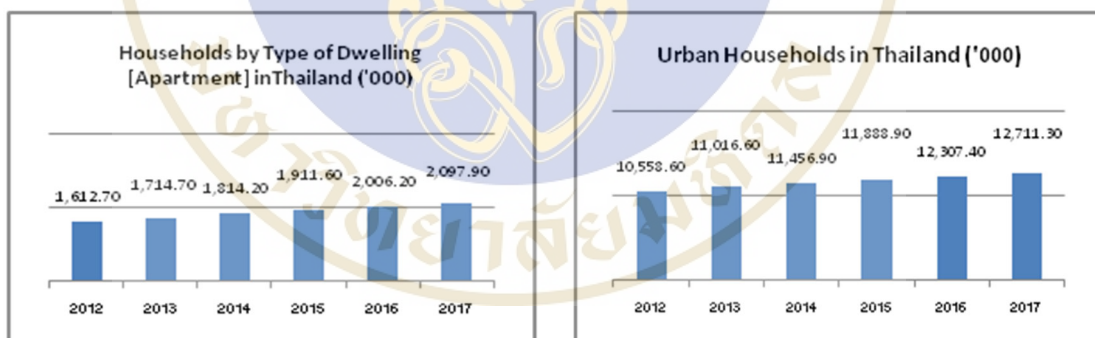 Households by Type of Dwelling
[Apartment] inThailand ('000)
1,612.70
1,714.70
1,814.20
1,911.60
2,006.20
2,097.90
2012 2013 2014 2015 2016 2017
Urban Households in Thailand ('000)
10,558.60
11,016.60
11,456.90
11,888.90
12,307.40
12,711.30
2012 2013 2014 2015 2016 2017